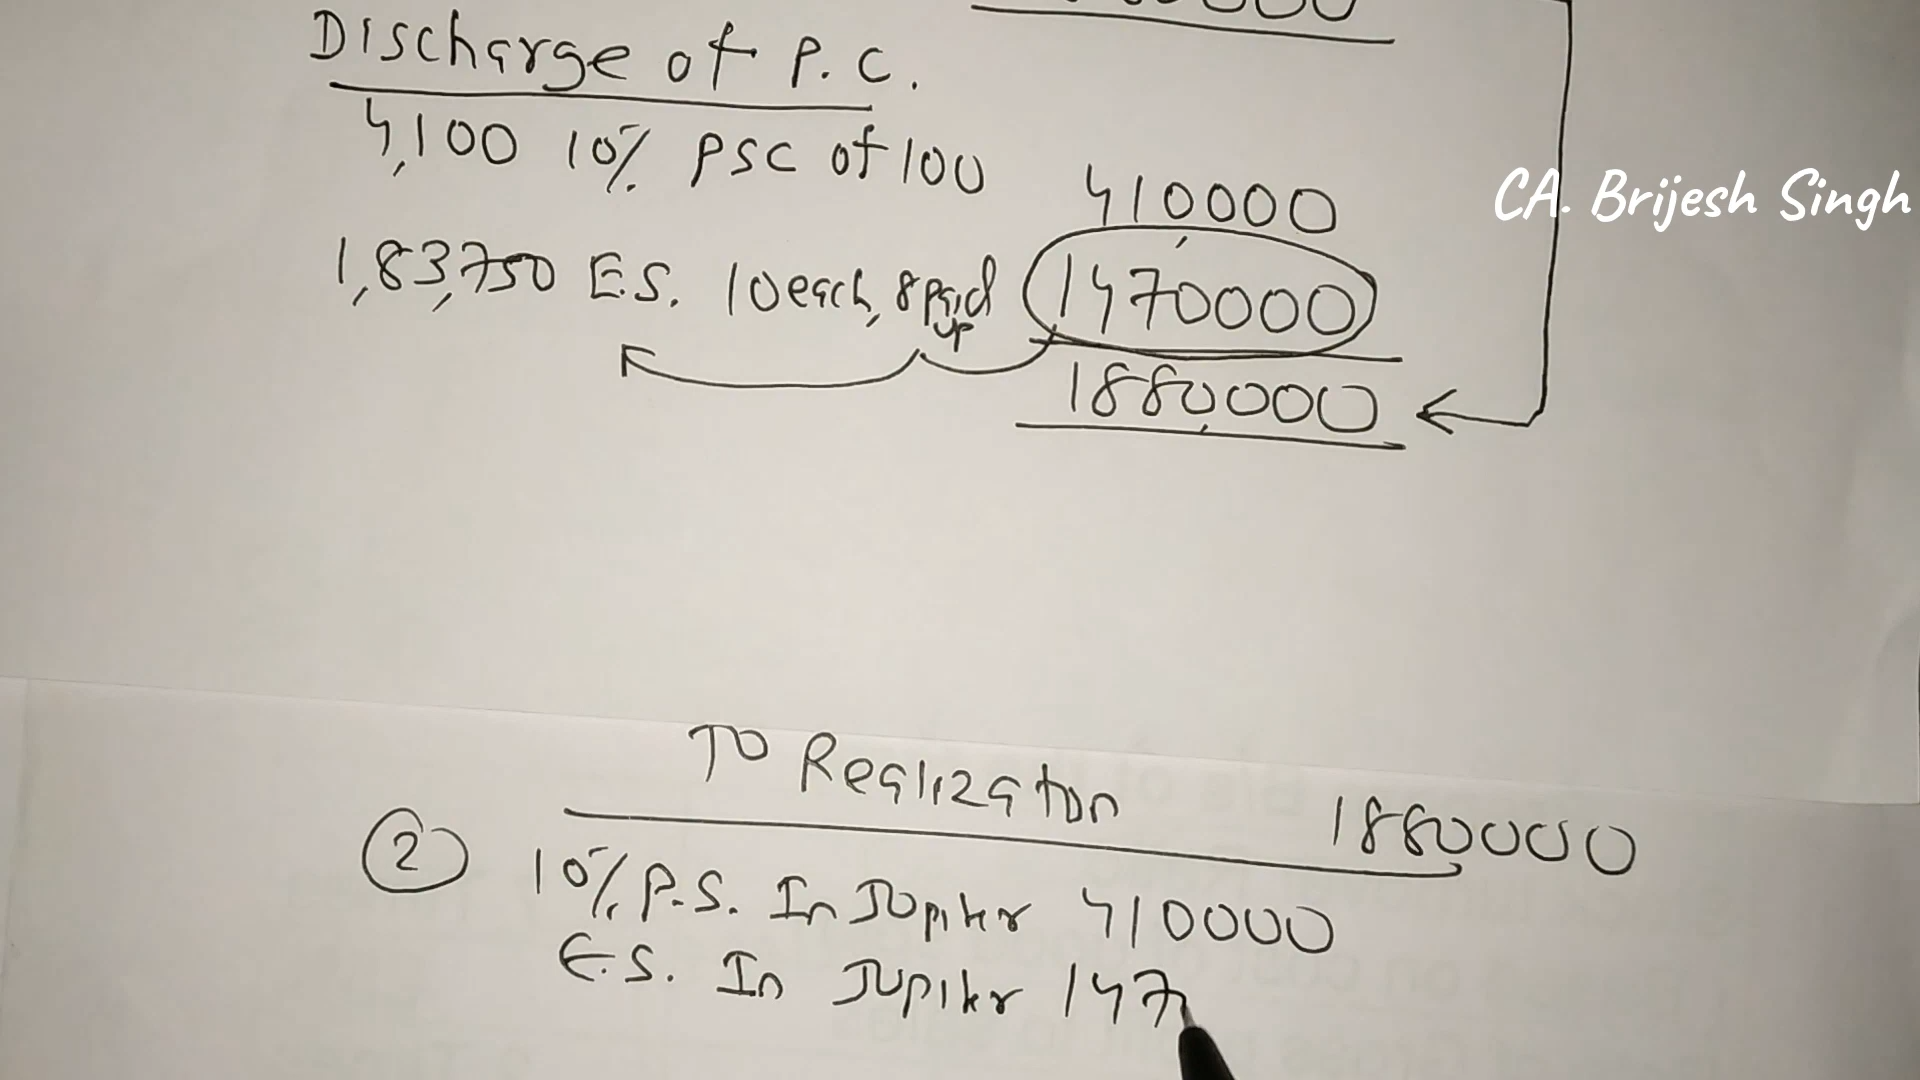 Discharge of P.C.
4,100 10% PSC of 100 410000
1,83,750 E.S. 10 each, 8 paid up 1470000
1880000
CA. Brijesh Singh
To Realization 1880000
2 10% P.S. In Jupiter 410000
E.S. In Jupiter 147